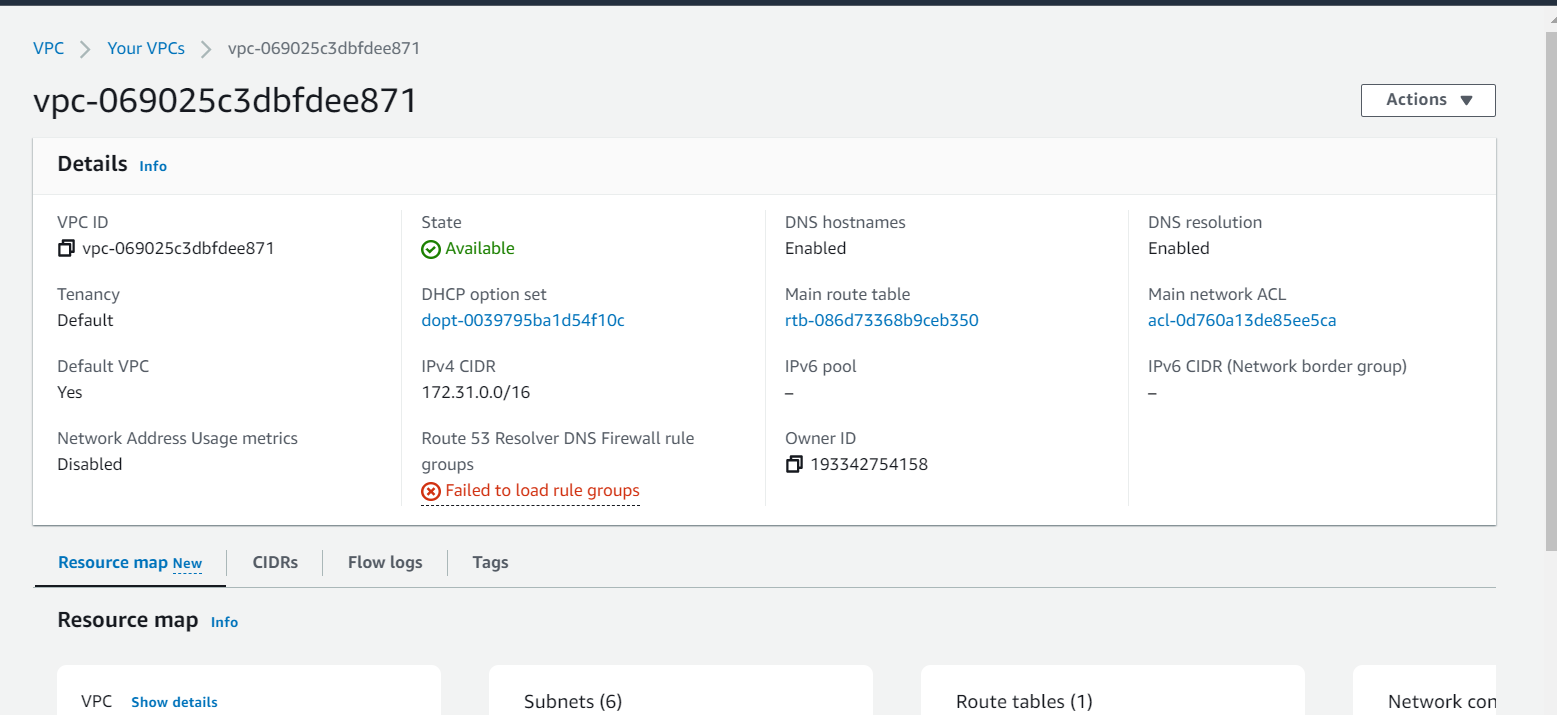 VPC
Your VPCs
vpc-069025c3dbfdee871
vpc-069025c3dbfdee871
Actions
Details Info
VPC ID
vpc-069025c3dbfdee871
State
Available
DNS hostnames
Enabled
DNS resolution
Enabled
Tenancy
Default
DHCP option set
dopt-0039795ba1d54f10c
Main route table
rtb-086d73368b9ceb350
Main network ACL
acl-0d760a13de85ee5ca
Default VPC
Yes
IPv4 CIDR
172.31.0.0/16
IPv6 pool
–
IPv6 CIDR (Network border group)
–
Network Address Usage metrics
Disabled
Route 53 Resolver DNS Firewall rule
groups
Failed to load rule groups
Owner ID
193342754158
Resource map New
CIDRs
Flow logs
Tags
Resource map Info
VPC Show details
Subnets (6)
Route tables (1)
Network con